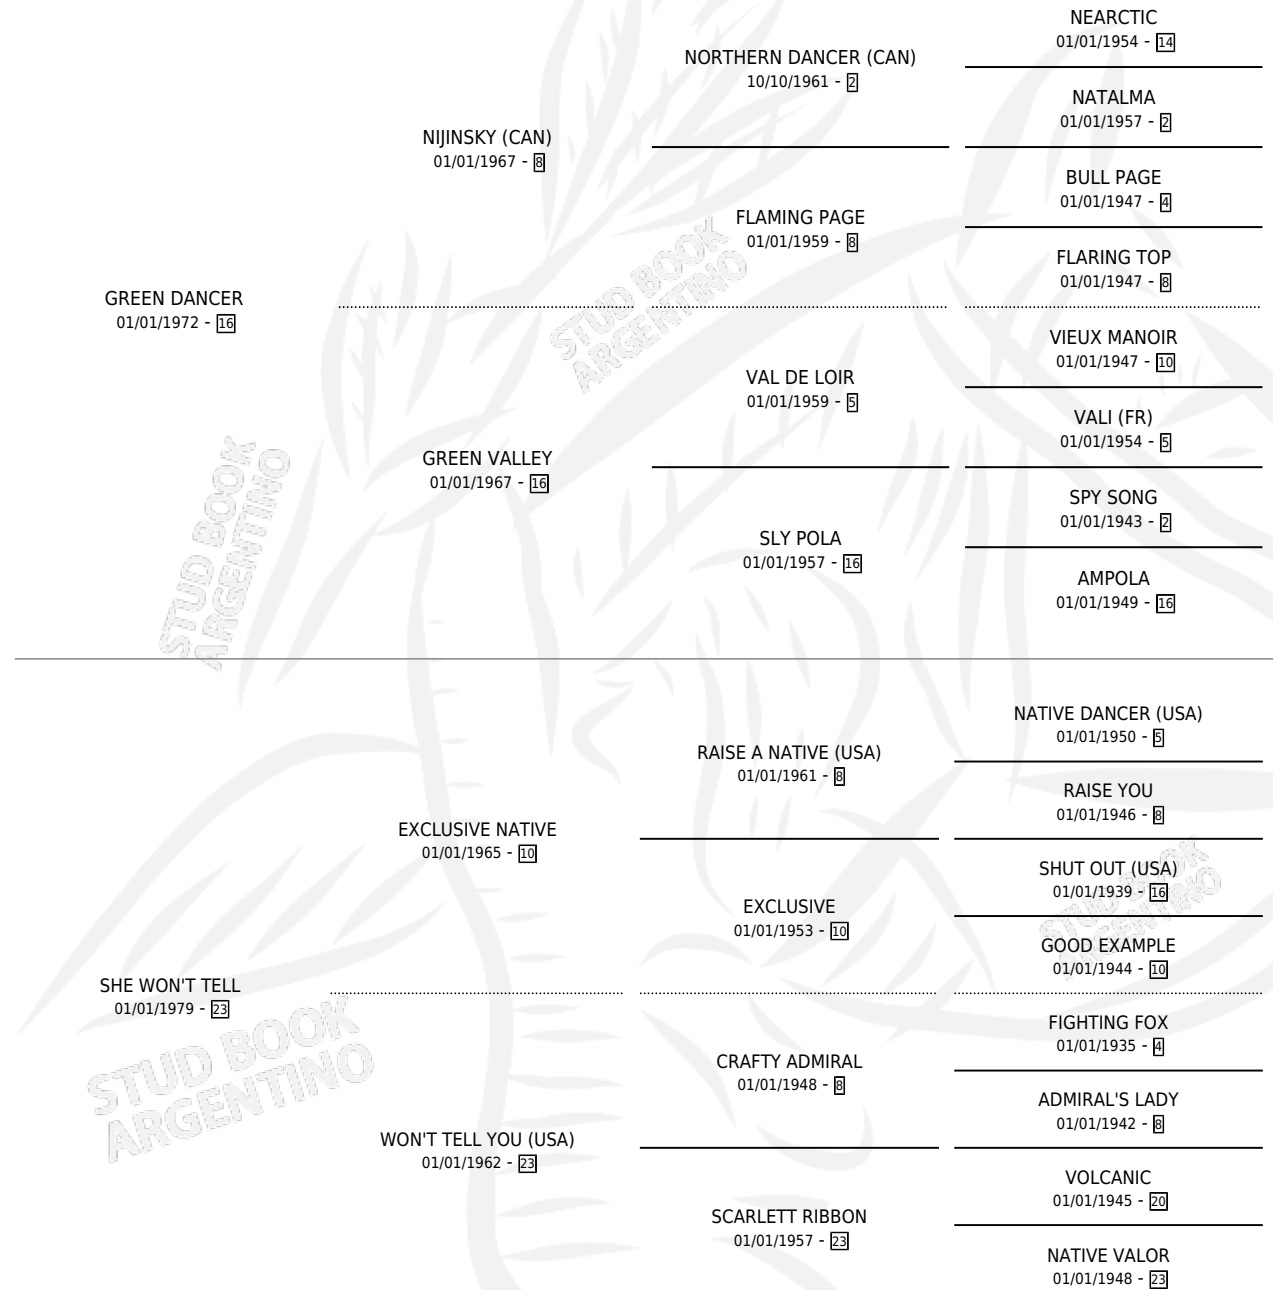 NEARCTIC
01/01/1954 - 14
NORTHERN DANCER (CAN)
10/10/1961 - 2
NATALMA
01/01/1957 - 2
NIJINSKY (CAN)
01/01/1967 - 8
BULL PAGE
01/01/1947 - 4
FLAMING PAGE
01/01/1959 - 8
FLARING TOP
01/01/1947 - 8
GREEN DANCER
01/01/1972 - 16
STUD BOOK
ARGENTINO
VIEUX MANOIR
01/01/1947 - 10
VAL DE LOIR
01/01/1959 - 5
VALI (FR)
01/01/1954 - 5
GREEN VALLEY
01/01/1967 - 16
SPY SONG
01/01/1943 - 2
SLY POLA
01/01/1957 - 16
AMPOLA
01/01/1949 - 16
STUD BOOK
ARGENTINO
NATIVE DANCER (USA)
01/01/1950 - 5
RAISE A NATIVE (USA)
01/01/1961 - 8
RAISE YOU
01/01/1946 - 8
EXCLUSIVE NATIVE
01/01/1965 - 10
SHUT OUT (USA)
01/01/1939 - 16
EXCLUSIVE
01/01/1953 - 10
STUD BOOK
ARGENTINO
GOOD EXAMPLE
01/01/1944 - 10
SHE WON'T TELL
01/01/1979 - 23
FIGHTING FOX
01/01/1935 - 4
CRAFTY ADMIRAL
01/01/1948 - 8
STUD BOOK
ARGENTINO
ADMIRAL'S LADY
01/01/1942 - 8
WON'T TELL YOU (USA)
01/01/1962 - 23
VOLCANIC
01/01/1945 - 20
SCARLETT RIBBON
01/01/1957 - 23
NATIVE VALOR
01/01/1948 - 23